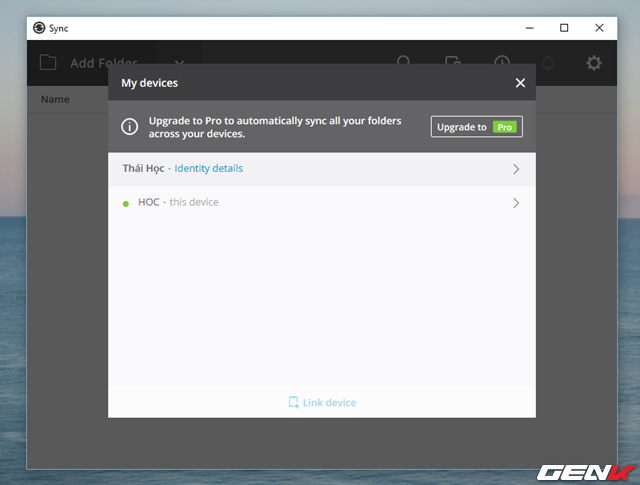 Sync
Add Folder
Name
My devices
Upgrade to Pro to automatically sync all your folders
across your devices.
Upgrade to Pro
Thái Học - Identity details
HOC - this device
Link device
GENK